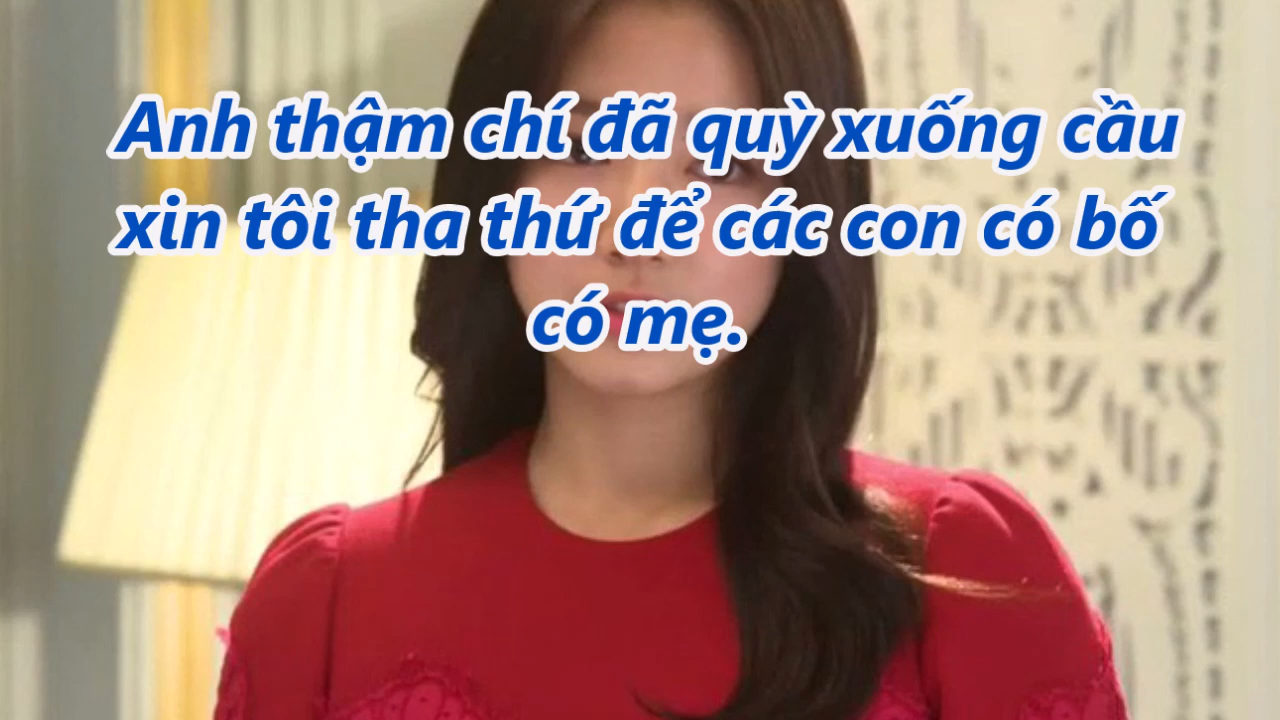 Anh thậm chí đã quỳ xuống cầu
xin tôi tha thứ để các con có bố
có mẹ.